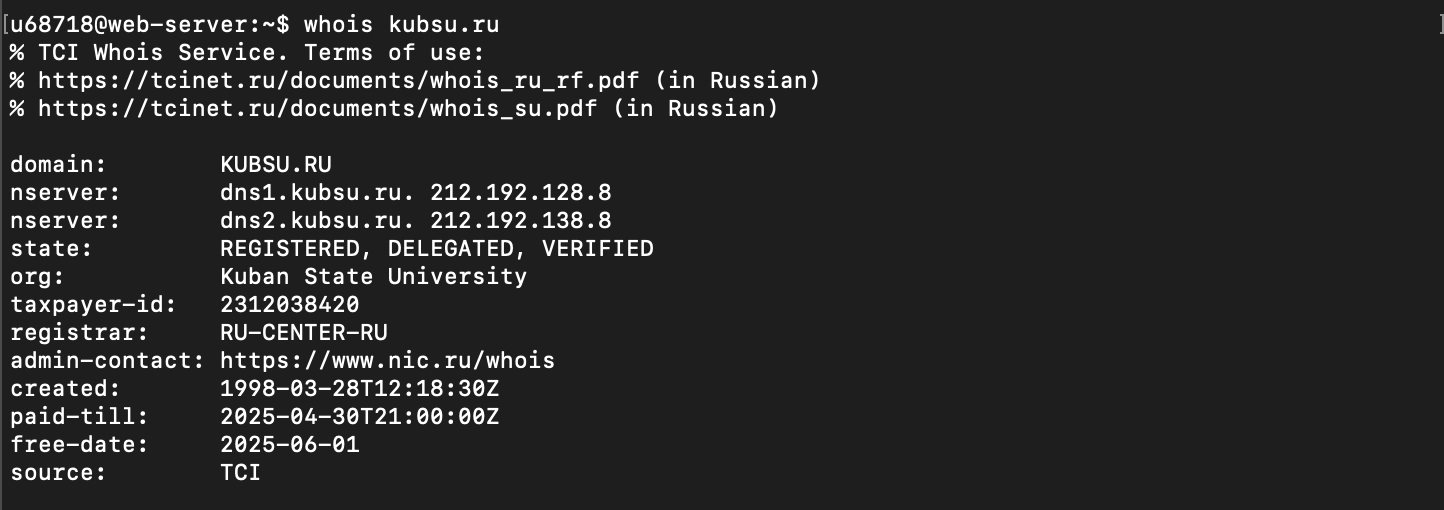 [u68718@web-server:~$ whois kubsu.ru ]
% TCI Whois Service. Terms of use:
% https://tcinet.ru/documents/whois_ru_rf.pdf (in Russian)
% https://tcinet.ru/documents/whois_su.pdf (in Russian)
domain: KUBSU.RU
nserver: dns1.kubsu.ru. 212.192.128.8
nserver: dns2.kubsu.ru. 212.192.138.8
state: REGISTERED, DELEGATED, VERIFIED
org: Kuban State University
taxpayer-id: 2312038420
registrar: RU-CENTER-RU
admin-contact: https://www.nic.ru/whois
created: 1998-03-28T12:18:30Z
paid-till: 2025-04-30T21:00:00Z
free-date: 2025-06-01
source: TCI